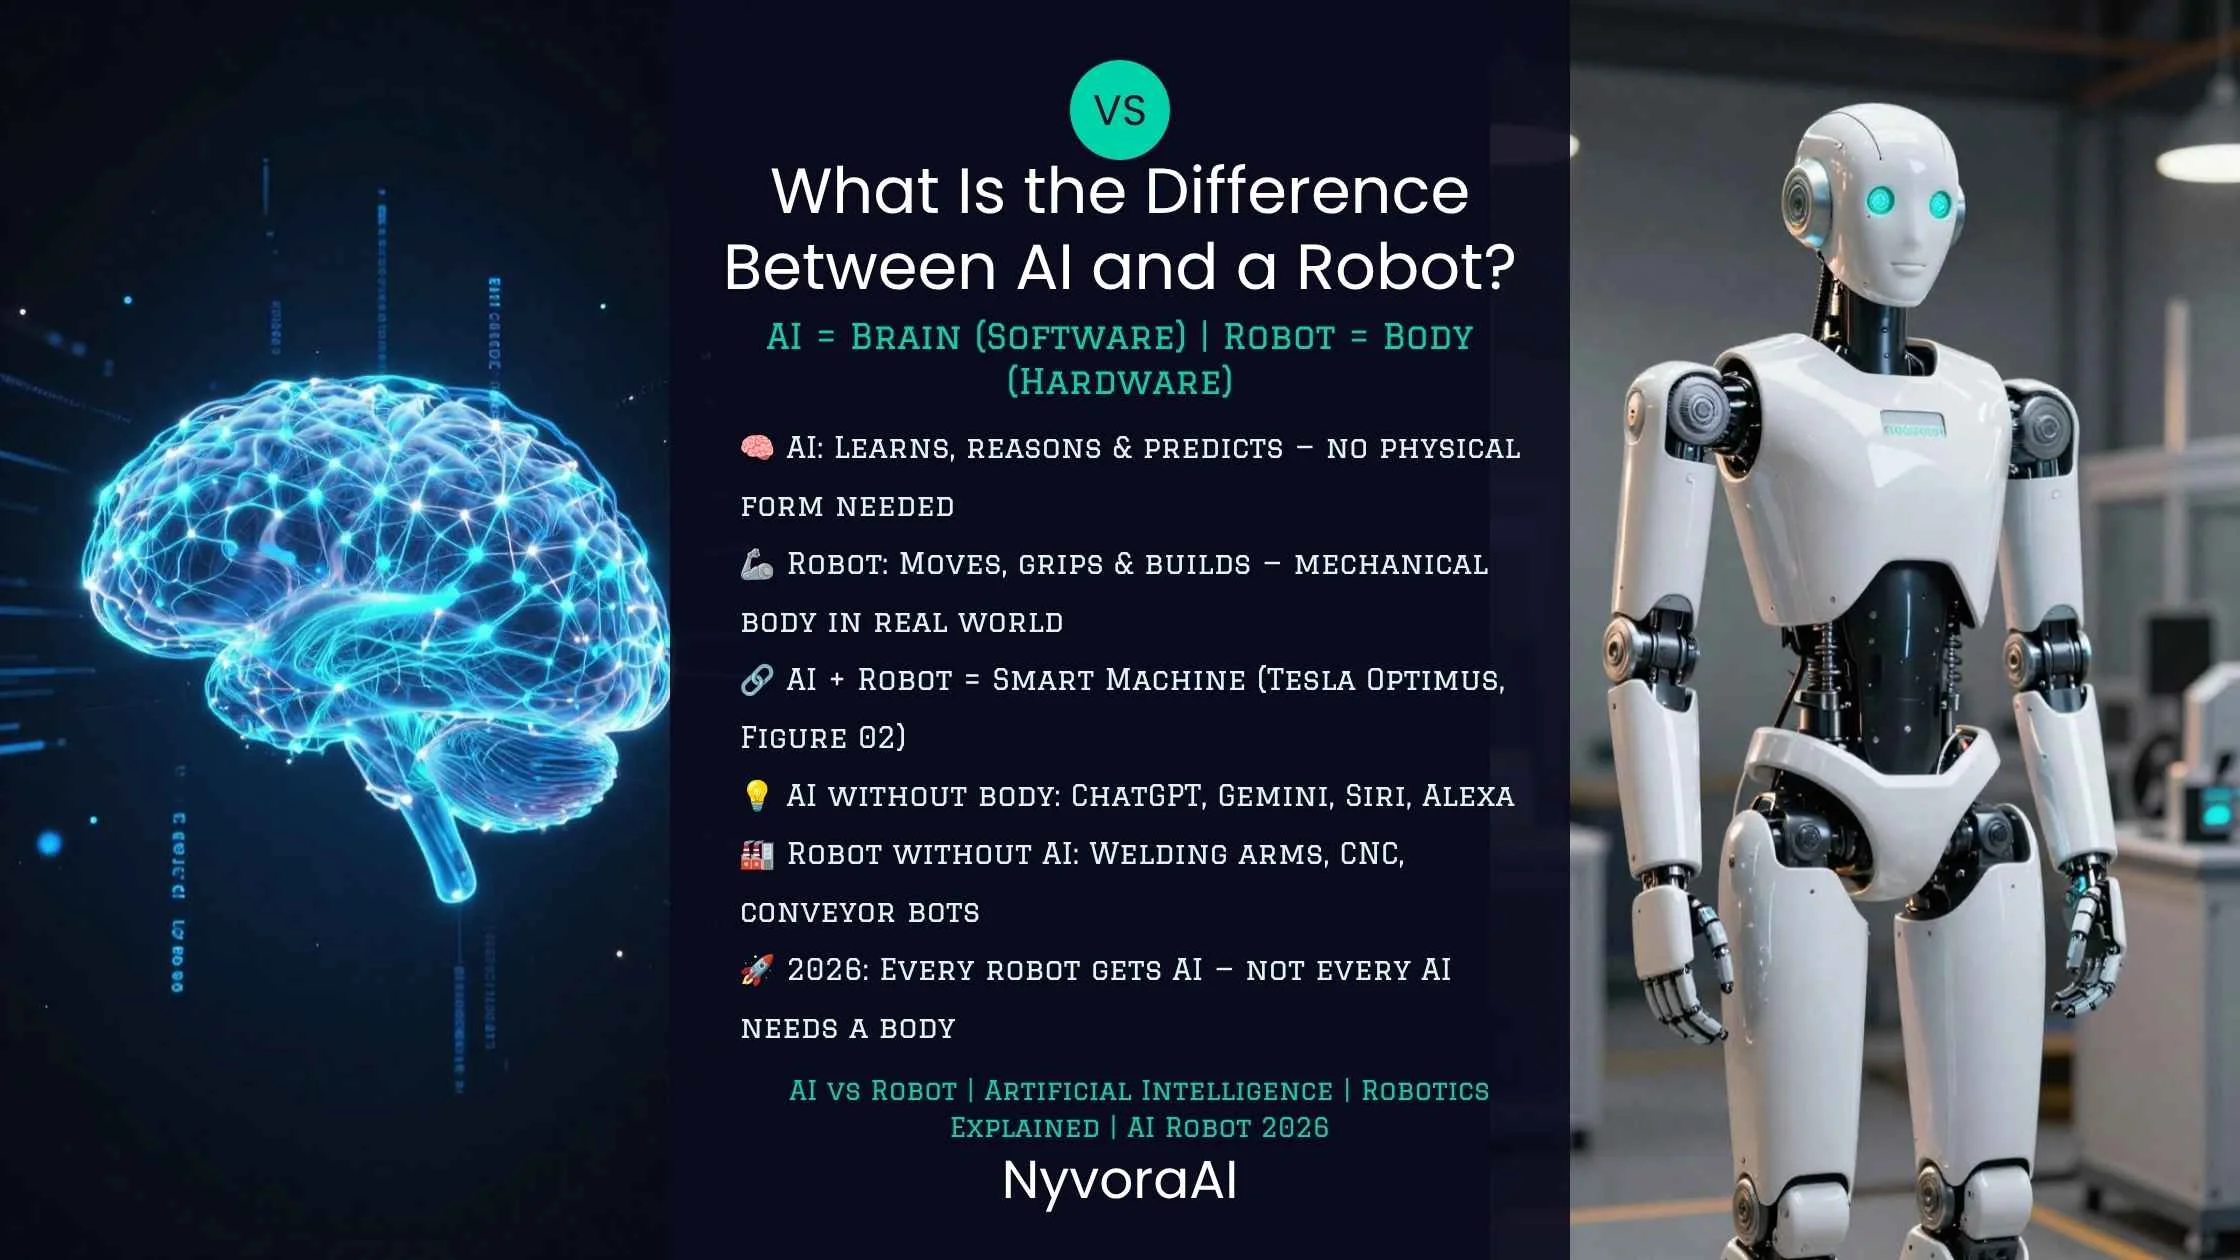 VS
What Is the Difference
Between AI and a Robot?
AI = Brain (Software) | Robot = Body
(Hardware)
🧠 AI: Learns, reasons & predicts – no physical
form needed
🦾 Robot: Moves, grips & builds – mechanical
body in real world
🔗 AI + Robot = Smart Machine (Tesla Optimus,
Figure 02)
💡 AI without body: ChatGPT, Gemini, Siri, Alexa
🏭 Robot without AI: Welding arms, CNC,
conveyor bots
🚀 2026: Every robot gets AI – not every AI
needs a body
AI vs Robot | Artificial Intelligence | Robotics
Explained | AI Robot 2026
NyvoraAI